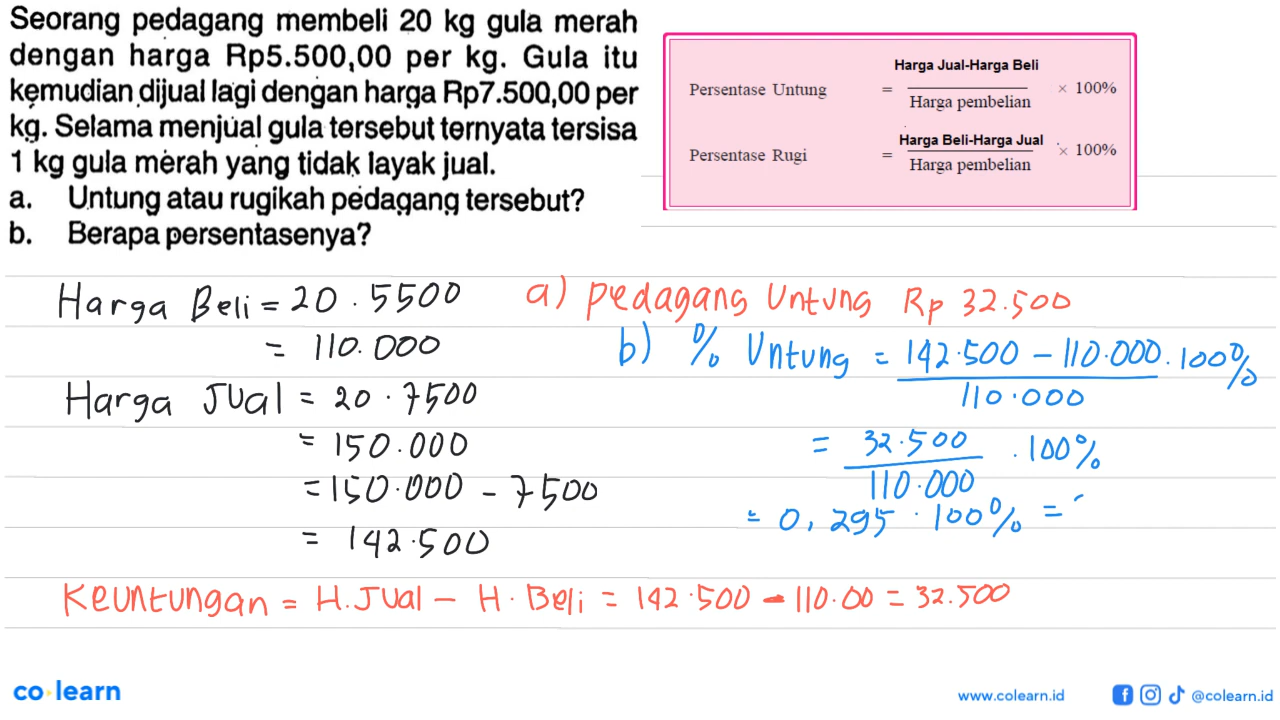 Seorang pedagang membeli 20 kg gula merah
dengan harga Rp5.500,00 per kg. Gula itu
kemudian dijual lagi dengan harga Rp7.500,00 per
kg. Selama menjual gula tersebut ternyata tersisa
1 kg gula merah yang tidak layak jual.
a. Untung atau rugikah pedagang tersebut?
b. Berapa persentasenya?
Persentase Untung = Harga Jual-Harga Beli / Harga pembelian × 100%
Persentase Rugi = Harga Beli-Harga Jual / Harga pembelian × 100%
Harga Beli = 20 . 5500
= 110.000
Harga Jual = 20 . 7500
= 150.000
= 150.000 - 7500
= 142.500
Keuntungan = H.Jual - H.Beli = 142.500 - 110.00 = 32.500
a) pedagang Untung Rp 32.500
b) % Untung = 142.500 - 110.000 / 110.000 . 100%
= 32.500 / 110.000 . 100%
= 0,295 . 100% =
co learn
www.colearn.id
@colearn.id